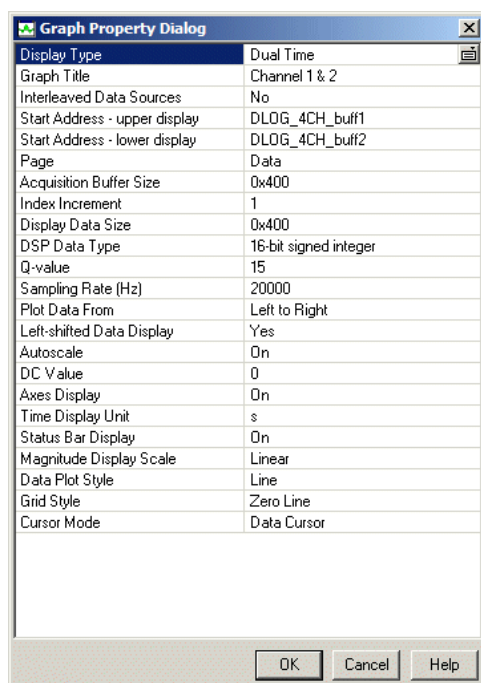 Graph Property Dialog
Display Type Dual Time
Graph Title Channel 1 & 2
Interleaved Data Sources No
Start Address - upper display DLOG_4CH_buff1
Start Address - lower display DLOG_4CH_buff2
Page Data
Acquisition Buffer Size 0x400
Index Increment 1
Display Data Size 0x400
DSP Data Type 16-bit signed integer
Q-value 15
Sampling Rate (Hz) 20000
Plot Data From Left to Right
Left-shifted Data Display Yes
Autoscale On
DC Value 0
Axes Display On
Time Display Unit s
Status Bar Display On
Magnitude Display Scale Linear
Data Plot Style Line
Grid Style Zero Line
Cursor Mode Data Cursor
OK Cancel Help